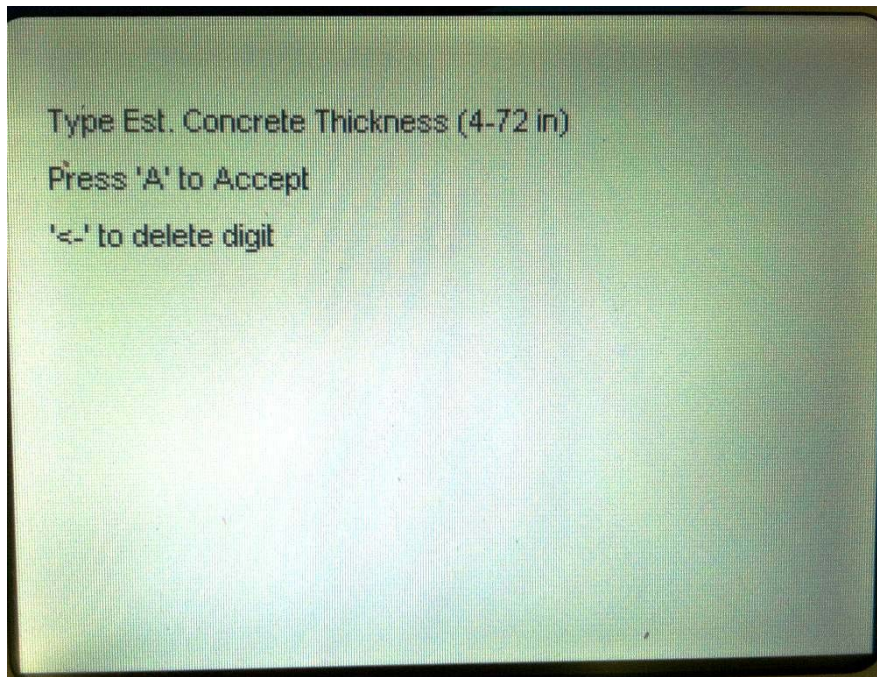 Type Est. Concrete Thickness (4-72 in)
Press 'A' to Accept
'<-' to delete digit